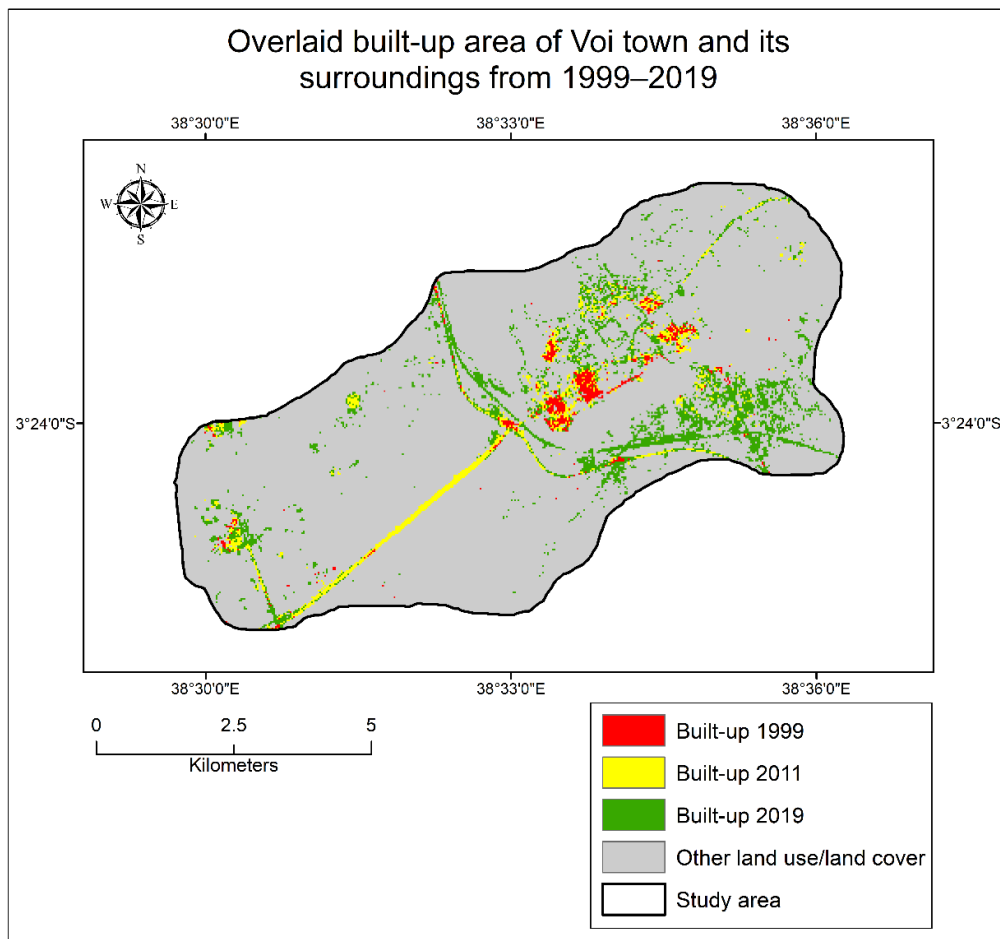 Overlaid built-up area of Voi town and its
surroundings from 1999–2019
38°30'0"E 38°33'0"E 38°36'0"E
N
W E
S
3°24'0"S 3°24'0"S
38°30'0"E 38°33'0"E 38°36'0"E
0 2.5 5
Kilometers
Built-up 1999
Built-up 2011
Built-up 2019
Other land use/land cover
Study area